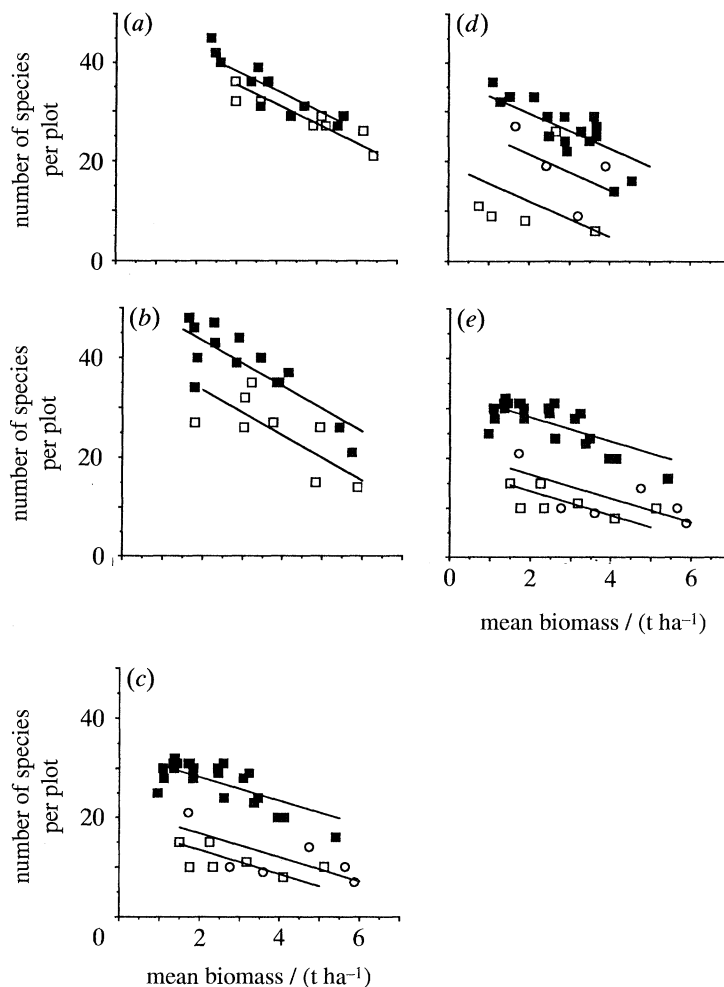 (a)
number of species
per plot
40
20
0
(d)
(b)
number of species
per plot
40
20
0
(e)
0
2
4
6
mean biomass / (t ha⁻¹)
(c)
number of species
per plot
40
20
0
2
4
6
mean biomass / (t ha⁻¹)